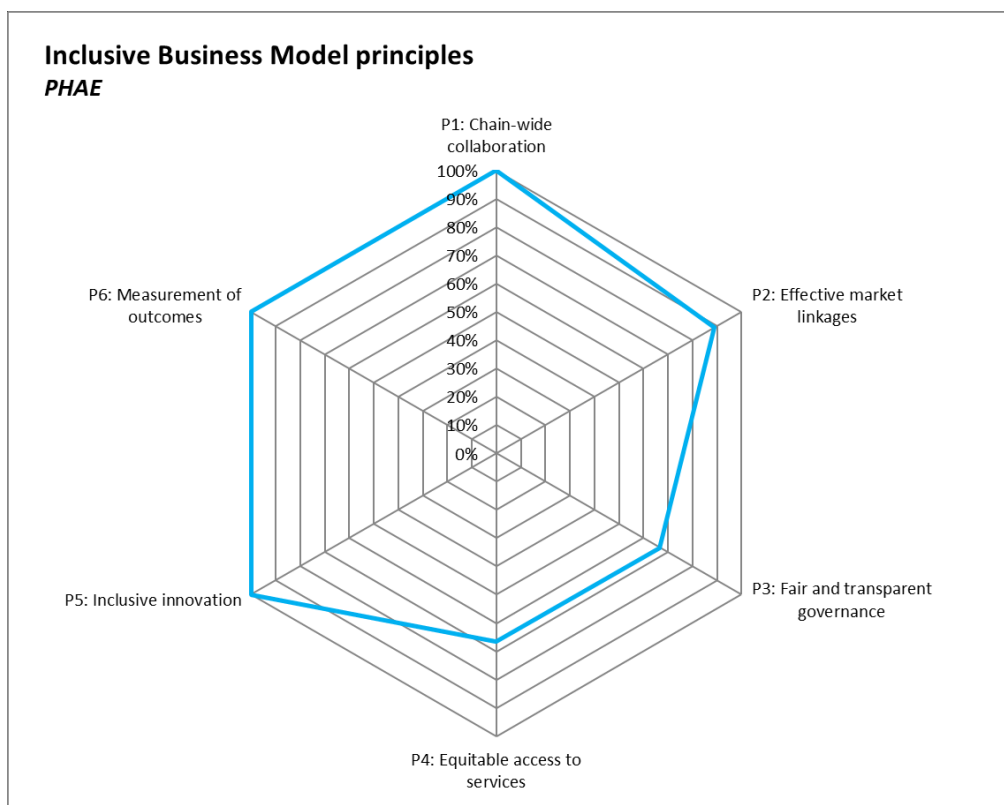 Inclusive Business Model principles
PHAE
P1: Chain-wide
collaboration
100%
90%
80%
70%
60%
50%
40%
30%
20%
10%
0%
P2: Effective market
linkages
P3: Fair and transparent
governance
P4: Equitable access to
services
P5: Inclusive innovation
P6: Measurement of
outcomes